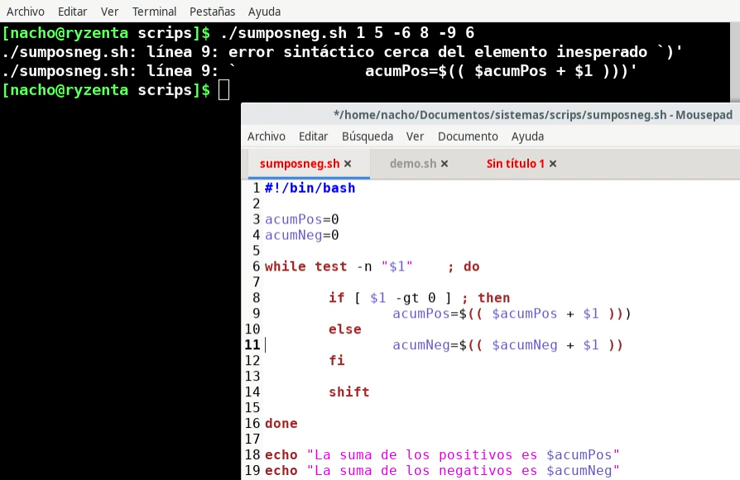 Archivo Editar Ver Terminal Pestañas Ayuda
[nacho@ryzenta scrips]$ ./sumposneg.sh 1 5 -6 8 -9 6
./sumposneg.sh: línea 9: error sintáctico cerca del elemento inesperado `)'
./sumposneg.sh: línea 9: `                acumPos=$(( $acumPos + $1 )))'
[nacho@ryzenta scrips]$
*/home/nacho/Documentos/sistemas/scrips/sumposneg.sh - Mousepad
Archivo Editar Búsqueda Ver Documento Ayuda
sumposneg.sh × demo.sh × Sin título 1 ×
1 #!/bin/bash
2
3 acumPos=0
4 acumNeg=0
5
6 while test -n "$1"    ; do
7
8         if [ $1 -gt 0 ] ; then
9                 acumPos=$(( $acumPos + $1 )))
10         else
11                 acumNeg=$(( $acumNeg + $1 ))
12         fi
13
14         shift
15
16 done
17
18 echo "La suma de los positivos es $acumPos"
19 echo "La suma de los negativos es $acumNeg"